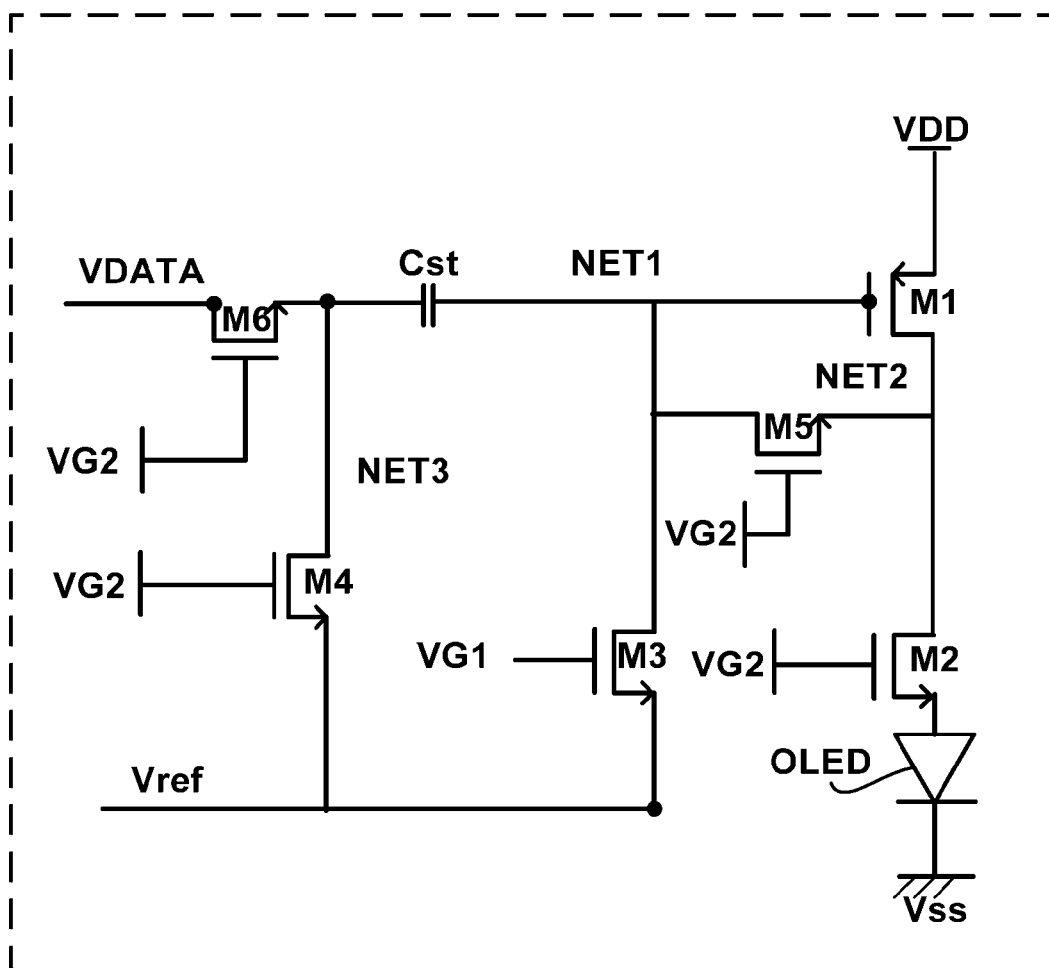 VDD
VDATA
Cst
NET1
M6
M1
NET2
M5
VG2
NET3
VG2
VG2
M4
VG1
M3
VG2
M2
Vref
OLED
Vss